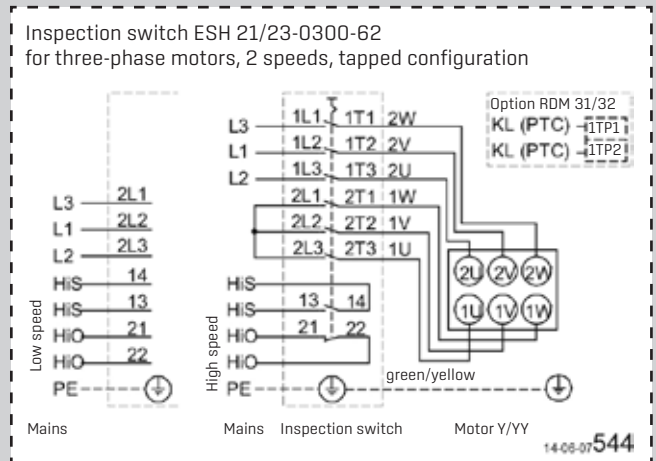 Inspection switch ESH 21/23-0300-62
for three-phase motors, 2 speeds, tapped configuration
Option RDM 31/32
KL (PTC) 1TP1
KL (PTC) 1TP2
L3 1L1 1T1 2W
L1 1L2 1T2 2V
L2 1L3 1T3 2U
2L1 2T1 1W
2L2 2T2 1V
2L3 2T3 1U
L3 2L1
L1 2L2
L2 2L3
HiS 14
HiS 13
HiO 21
HiO 22
PE
Low speed
HiS
HiS 13 14
HiO 21 22
HiO
PE
High speed
2U 2V 2W
1U 1V 1W
green/yellow
Mains
Mains Inspection switch Motor Y/YY
14-06-07 544